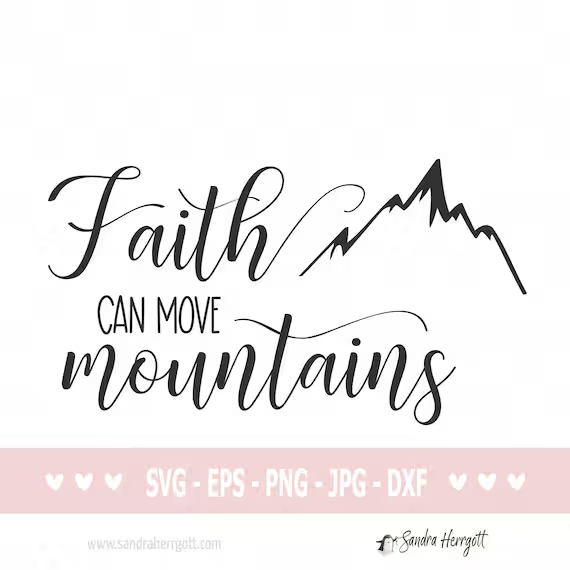 Faith
CAN MOVE
mountains
SVG - EPS - PNG - JPG - DXF
www.sandraherrgott.com
Sandra Herrgott